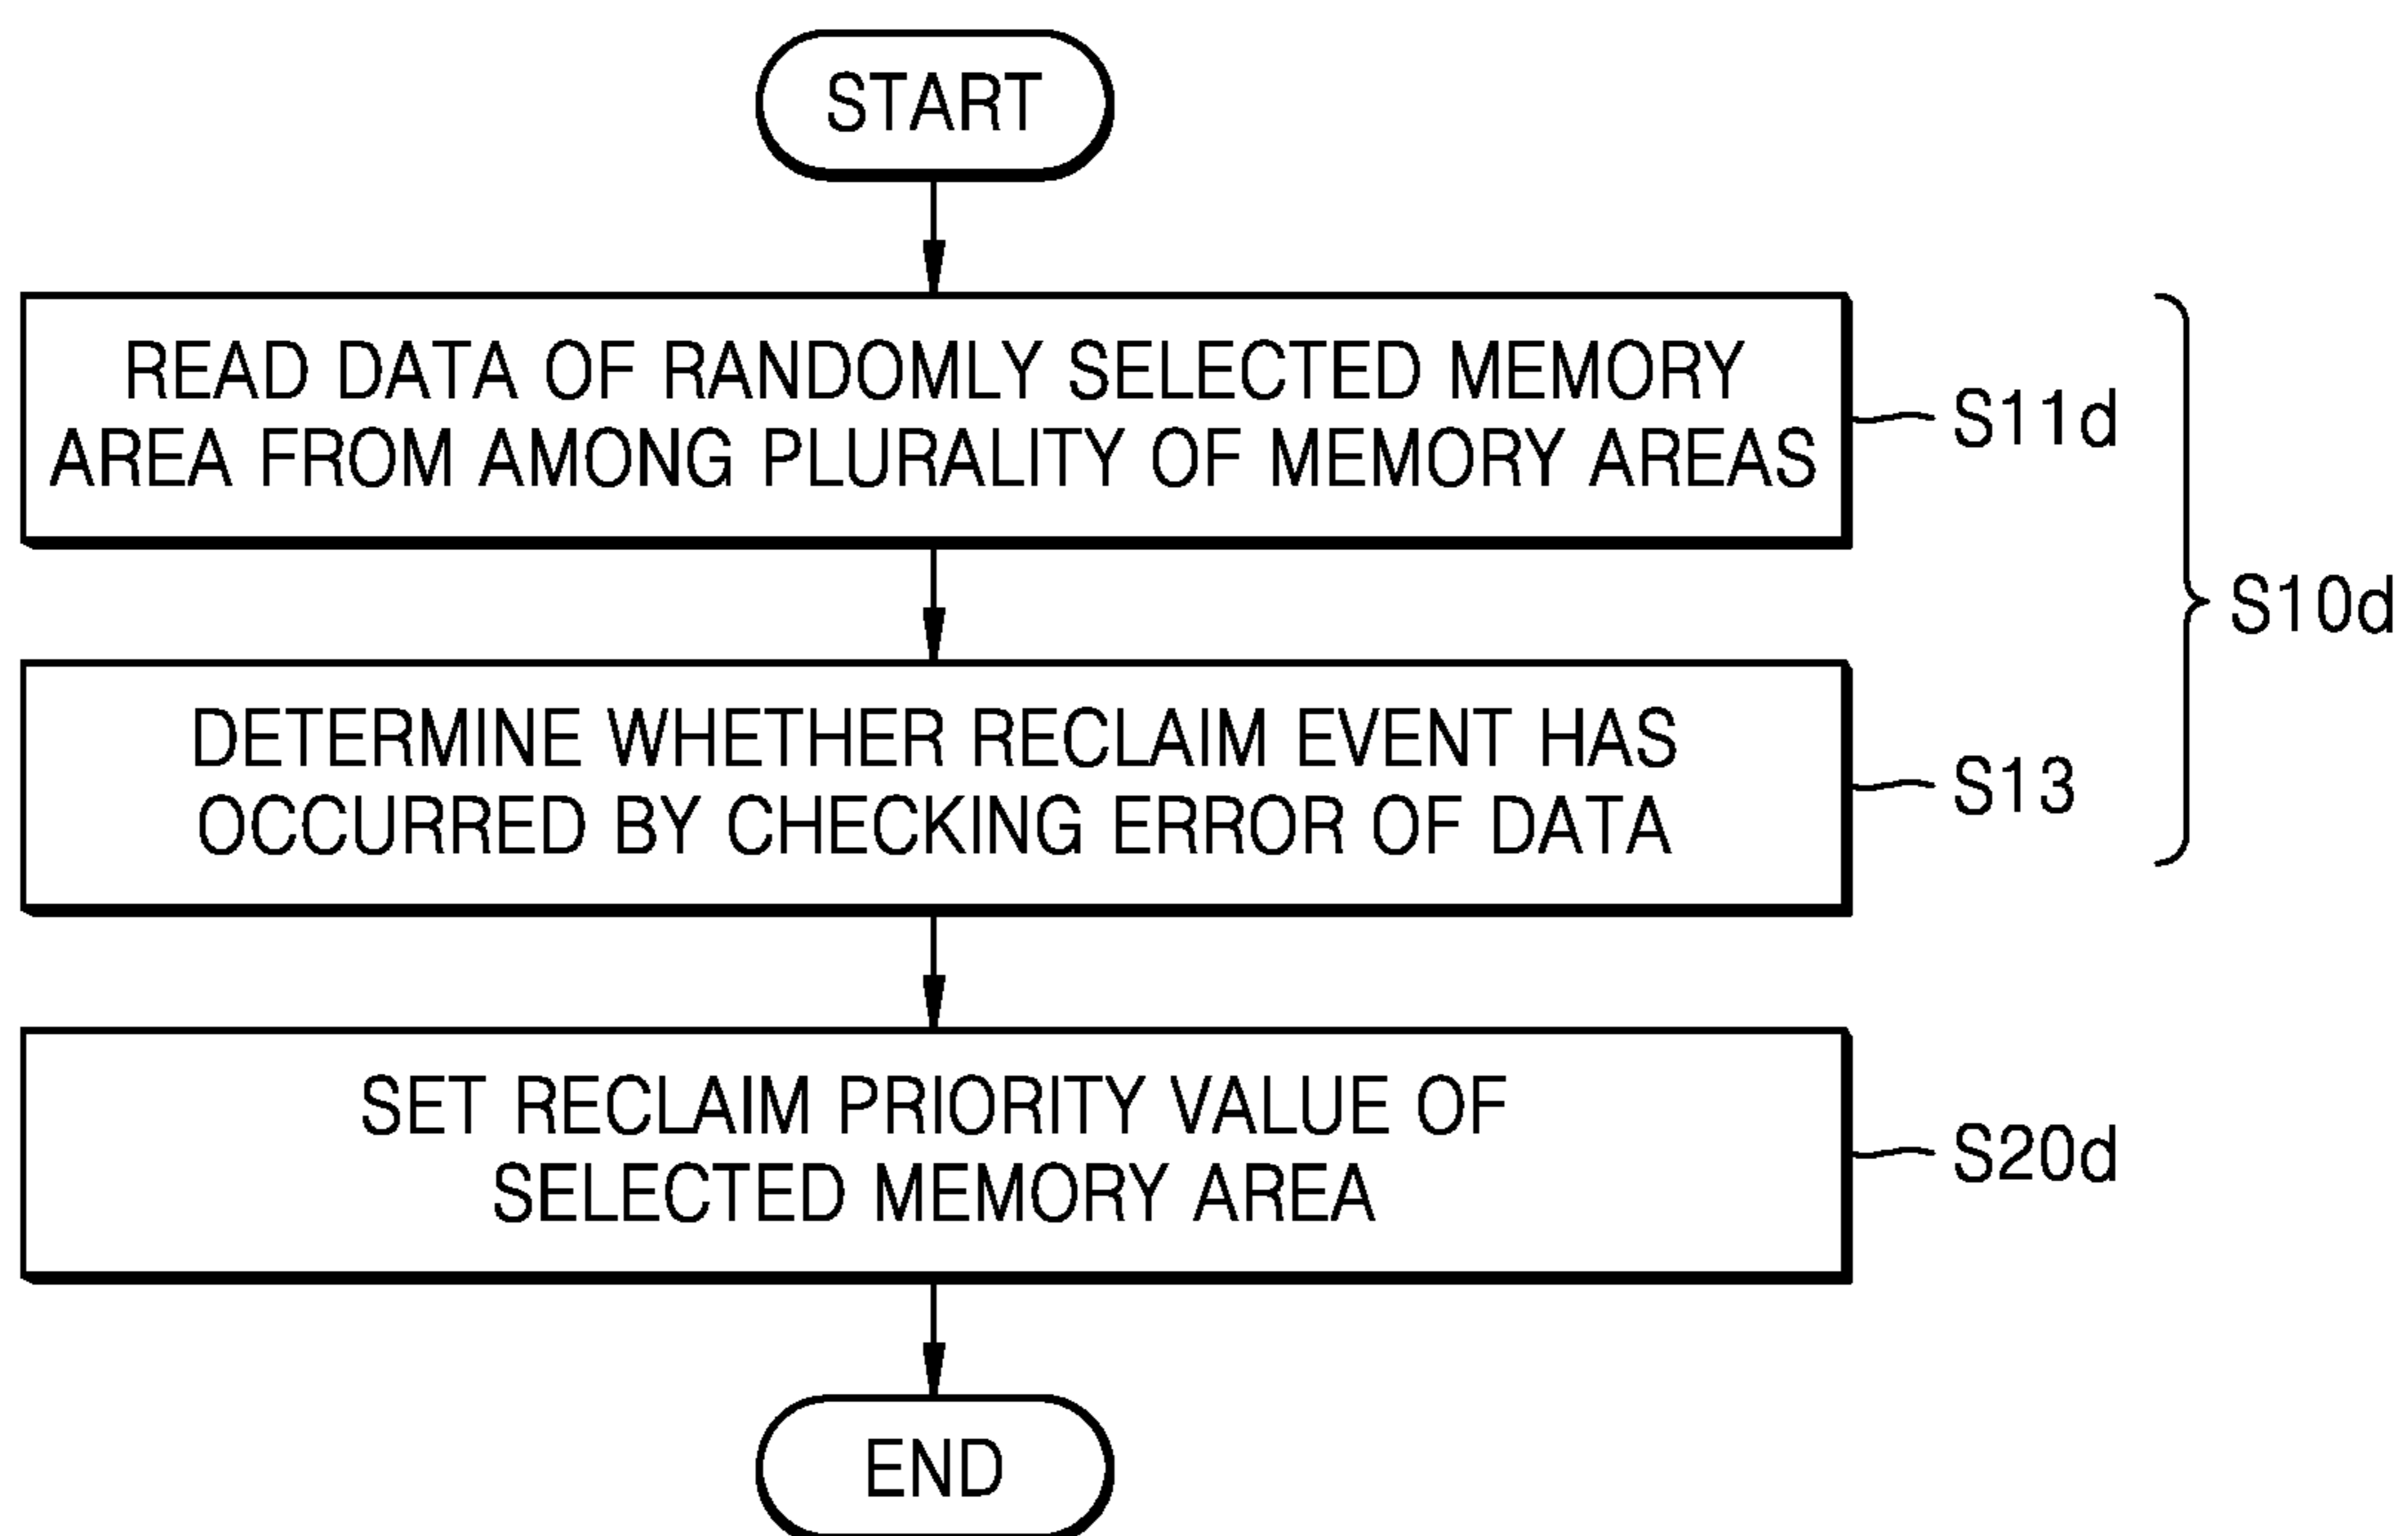 START
READ DATA OF RANDOMLY SELECTED MEMORY
AREA FROM AMONG PLURALITY OF MEMORY AREAS
S11d
S10d
DETERMINE WHETHER RECLAIM EVENT HAS
OCCURRED BY CHECKING ERROR OF DATA
S13
SET RECLAIM PRIORITY VALUE OF
SELECTED MEMORY AREA
S20d
END